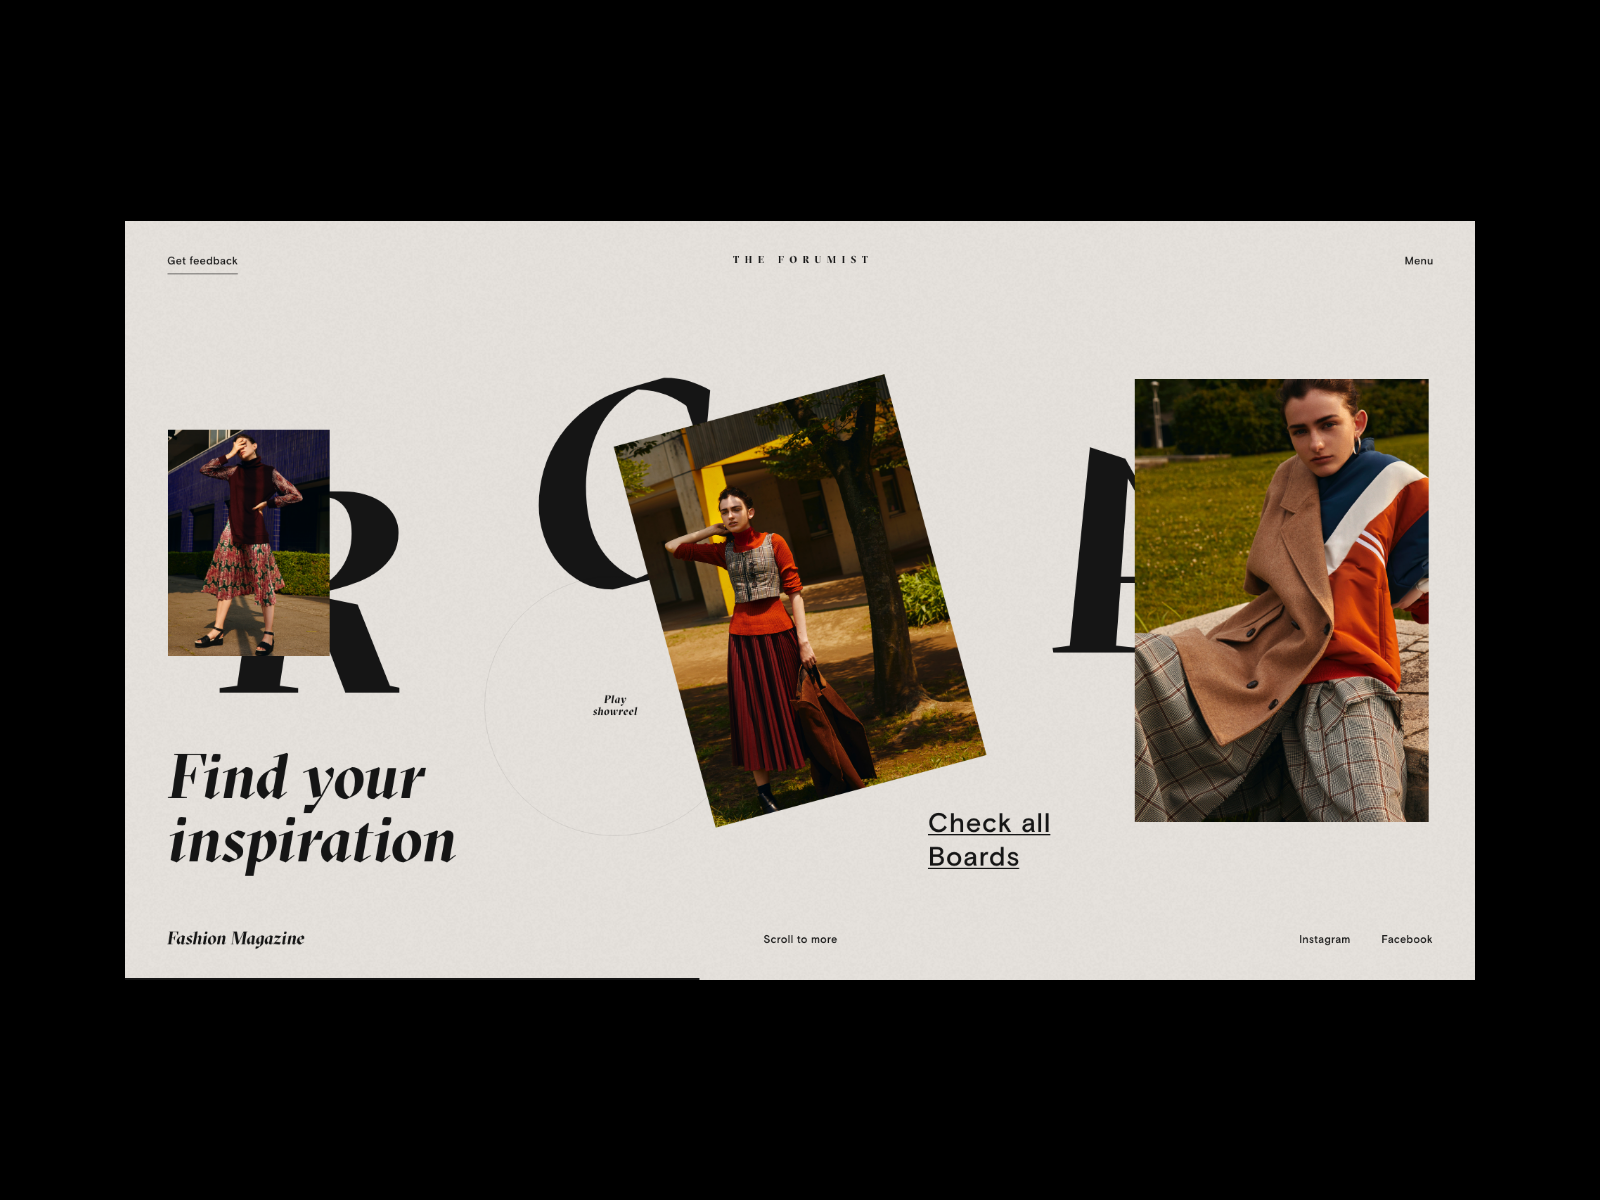 Get feedback
THE FORUMIST
Menu
R
Play
showreel
Find your
inspiration
Check all
Boards
Fashion Magazine
Scroll to more
Instagram
Facebook